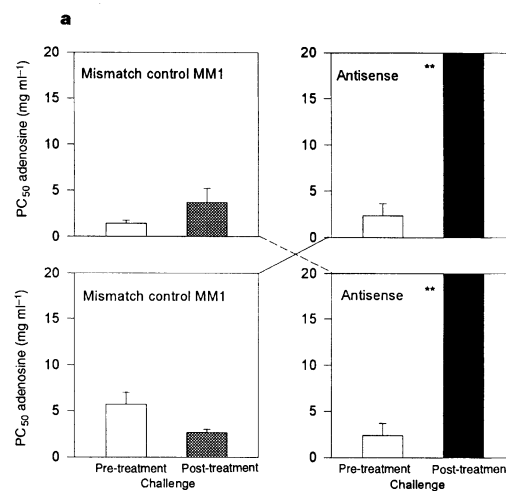 a
Mismatch control MM1
Antisense
**
PC50 adenosine (mg ml–1)
20
15
10
5
0
20
15
10
5
0
Mismatch control MM1
Antisense
**
PC50 adenosine (mg ml–1)
20
15
10
5
0
20
15
10
5
0
Pre-treatment Post-treatment
Challenge
Pre-treatment Post-treatment
Challenge